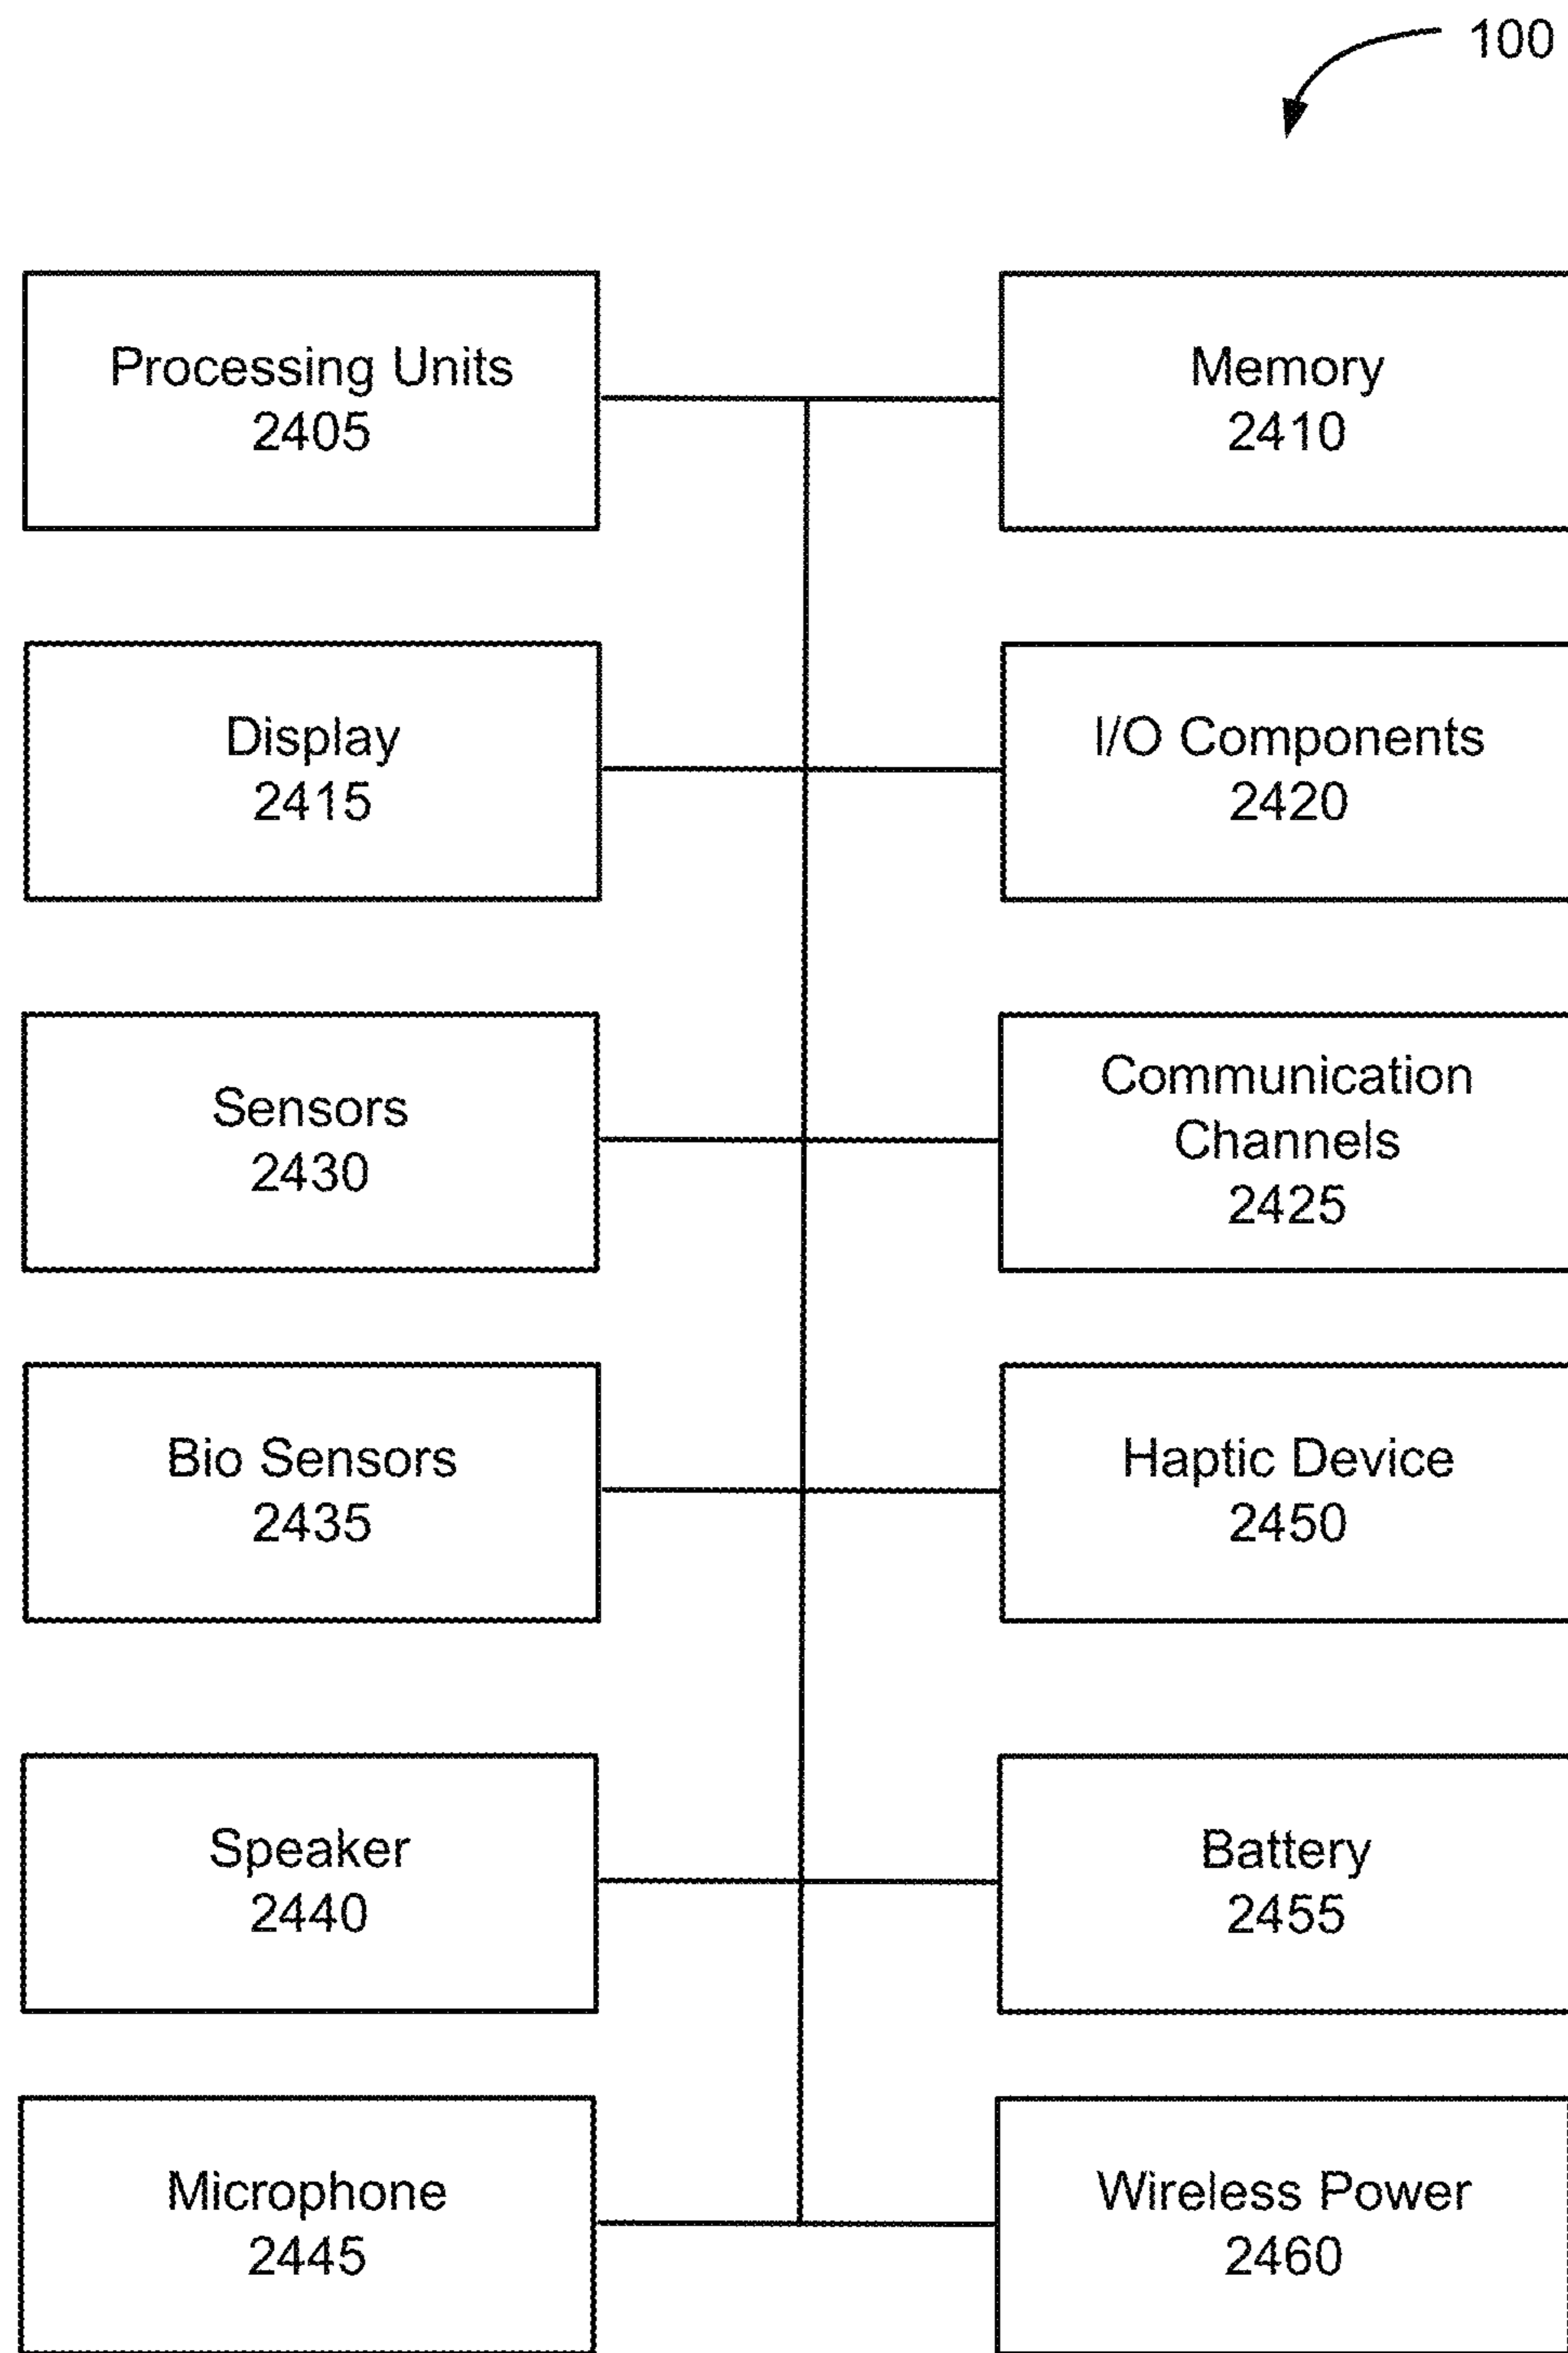 100
Processing Units
2405
Memory
2410
Display
2415
I/O Components
2420
Sensors
2430
Communication
Channels
2425
Bio Sensors
2435
Haptic Device
2450
Speaker
2440
Battery
2455
Microphone
2445
Wireless Power
2460